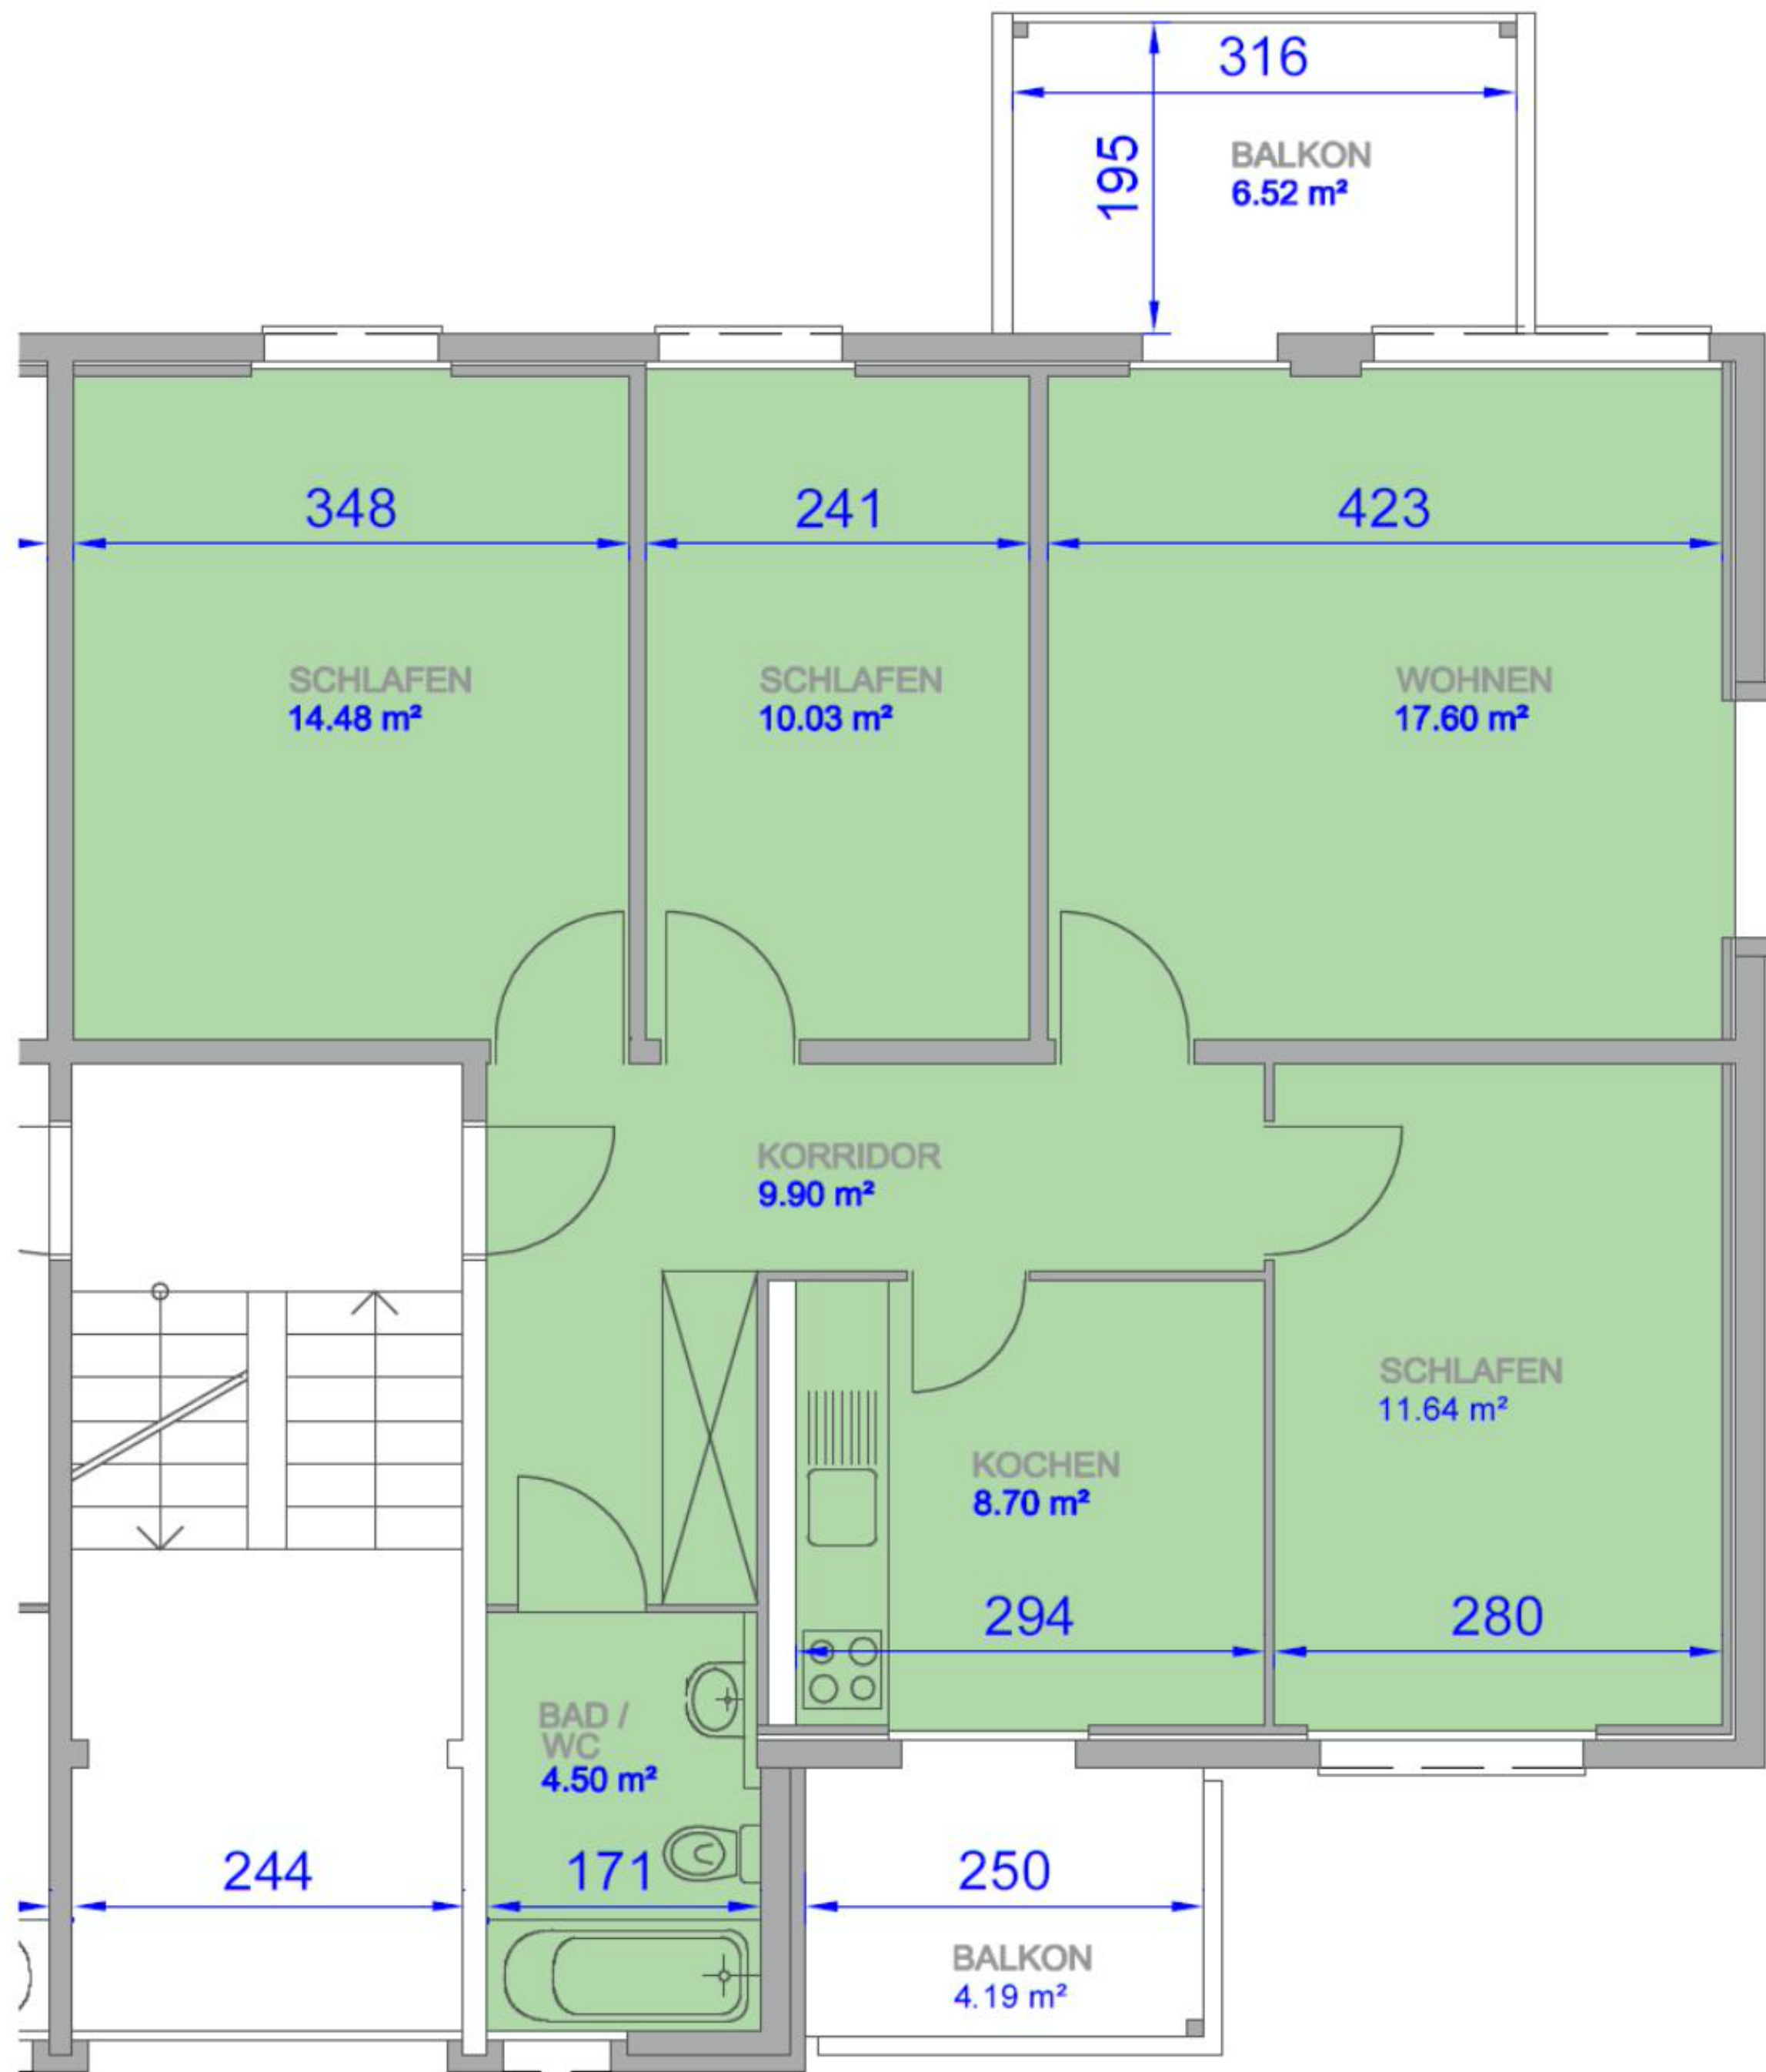 316
195
BALKON
6.52 m²
348
241
423
SCHLAFEN
14.48 m²
SCHLAFEN
10.03 m²
WOHNEN
17.60 m²
KORRIDOR
9.90 m²
SCHLAFEN
11.64 m²
KOCHEN
8.70 m²
294
280
BAD /
WC
4.50 m²
244
171
250
BALKON
4.19 m²